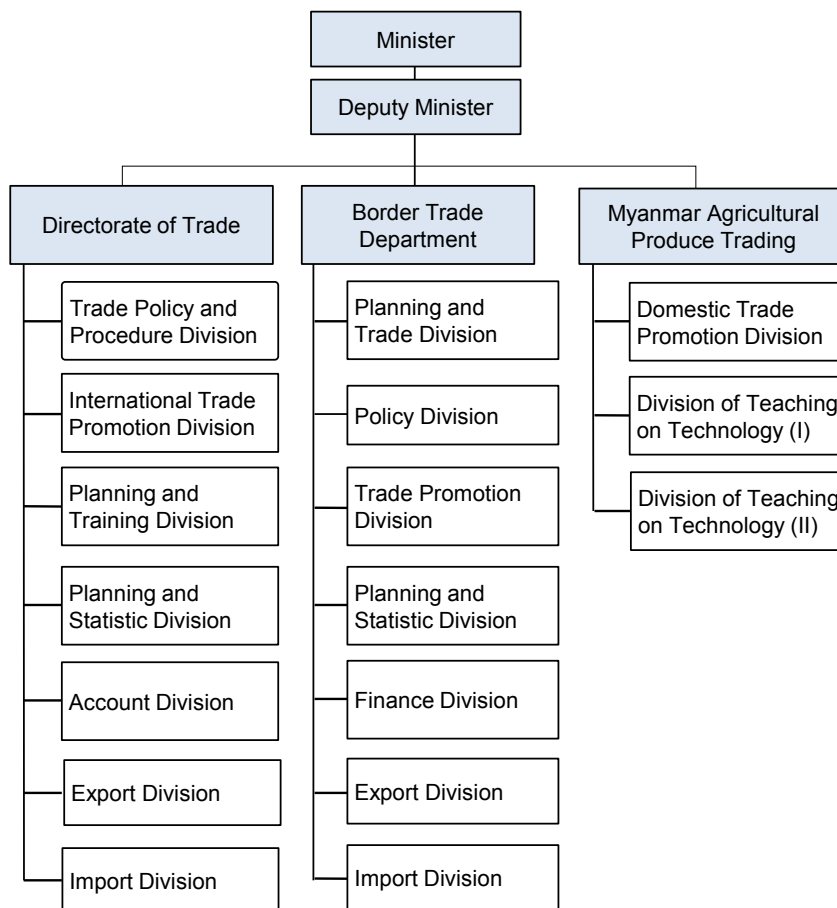 Minister
Deputy Minister
Directorate of Trade
Trade Policy and
Procedure Division
International Trade
Promotion Division
Planning and
Training Division
Planning and
Statistic Division
Account Division
Export Division
Import Division
Border Trade
Department
Planning and
Trade Division
Policy Division
Trade Promotion
Division
Planning and
Statistic Division
Finance Division
Export Division
Import Division
Myanmar Agricultural
Produce Trading
Domestic Trade
Promotion Division
Division of Teaching
on Technology (I)
Division of Teaching
on Technology (II)